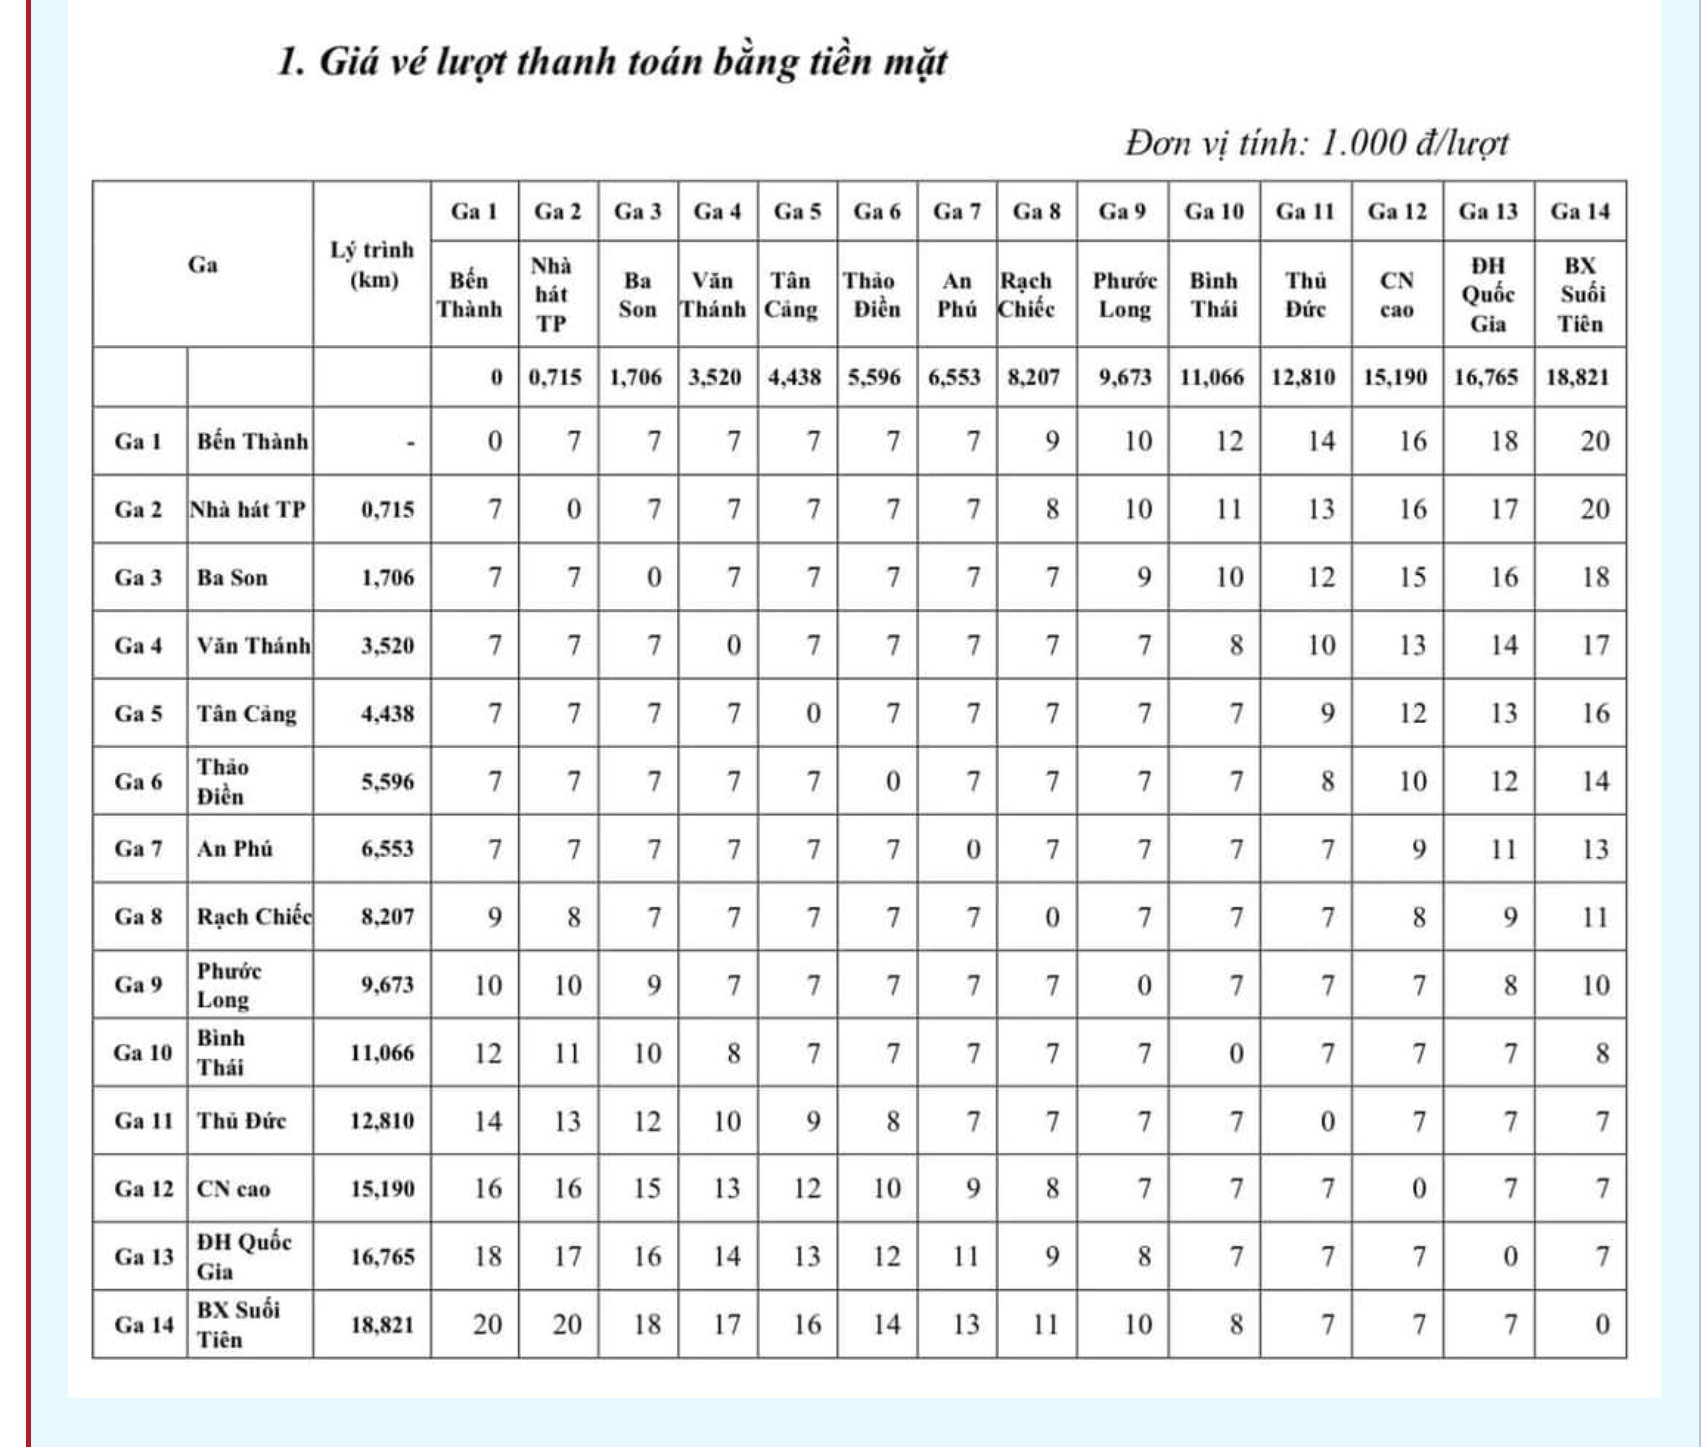 1. Giá vé lượt thanh toán bằng tiền mặt
Đơn vị tính: 1.000 đ/lượt
Ga Lý trình (km) Ga 1 Ga 2 Ga 3 Ga 4 Ga 5 Ga 6 Ga 7 Ga 8 Ga 9 Ga 10 Ga 11 Ga 12 Ga 13 Ga 14
Bến Thành Nhà hát TP Ba Son Văn Thánh Tân Cảng Thảo Điền An Phú Rạch Chiếc Phước Long Bình Thái Thủ Đức CN cao ĐH Quốc Gia BX Suối Tiên
0 0,715 1,706 3,520 4,438 5,596 6,553 8,207 9,673 11,066 12,810 15,190 16,765 18,821
Ga 1 Bến Thành - 0 7 7 7 7 7 7 9 10 12 14 16 18 20
Ga 2 Nhà hát TP 0,715 7 0 7 7 7 7 7 8 10 11 13 16 17 20
Ga 3 Ba Son 1,706 7 7 0 7 7 7 7 7 9 10 12 15 16 18
Ga 4 Văn Thánh 3,520 7 7 7 0 7 7 7 7 7 8 10 13 14 17
Ga 5 Tân Cảng 4,438 7 7 7 7 0 7 7 7 7 7 9 12 13 16
Ga 6 Thảo Điền 5,596 7 7 7 7 7 0 7 7 7 7 8 10 12 14
Ga 7 An Phú 6,553 7 7 7 7 7 7 0 7 7 7 7 9 11 13
Ga 8 Rạch Chiếc 8,207 9 8 7 7 7 7 7 0 7 7 7 8 9 11
Ga 9 Phước Long 9,673 10 10 9 7 7 7 7 7 0 7 7 7 8 10
Ga 10 Bình Thái 11,066 12 11 10 8 7 7 7 7 7 0 7 7 7 8
Ga 11 Thủ Đức 12,810 14 13 12 10 9 8 7 7 7 7 0 7 7 7
Ga 12 CN cao 15,190 16 16 15 13 12 10 9 8 7 7 7 0 7 7
Ga 13 ĐH Quốc Gia 16,765 18 17 16 14 13 12 11 9 8 7 7 7 0 7
Ga 14 BX Suối Tiên 18,821 20 20 18 17 16 14 13 11 10 8 7 7 7 0